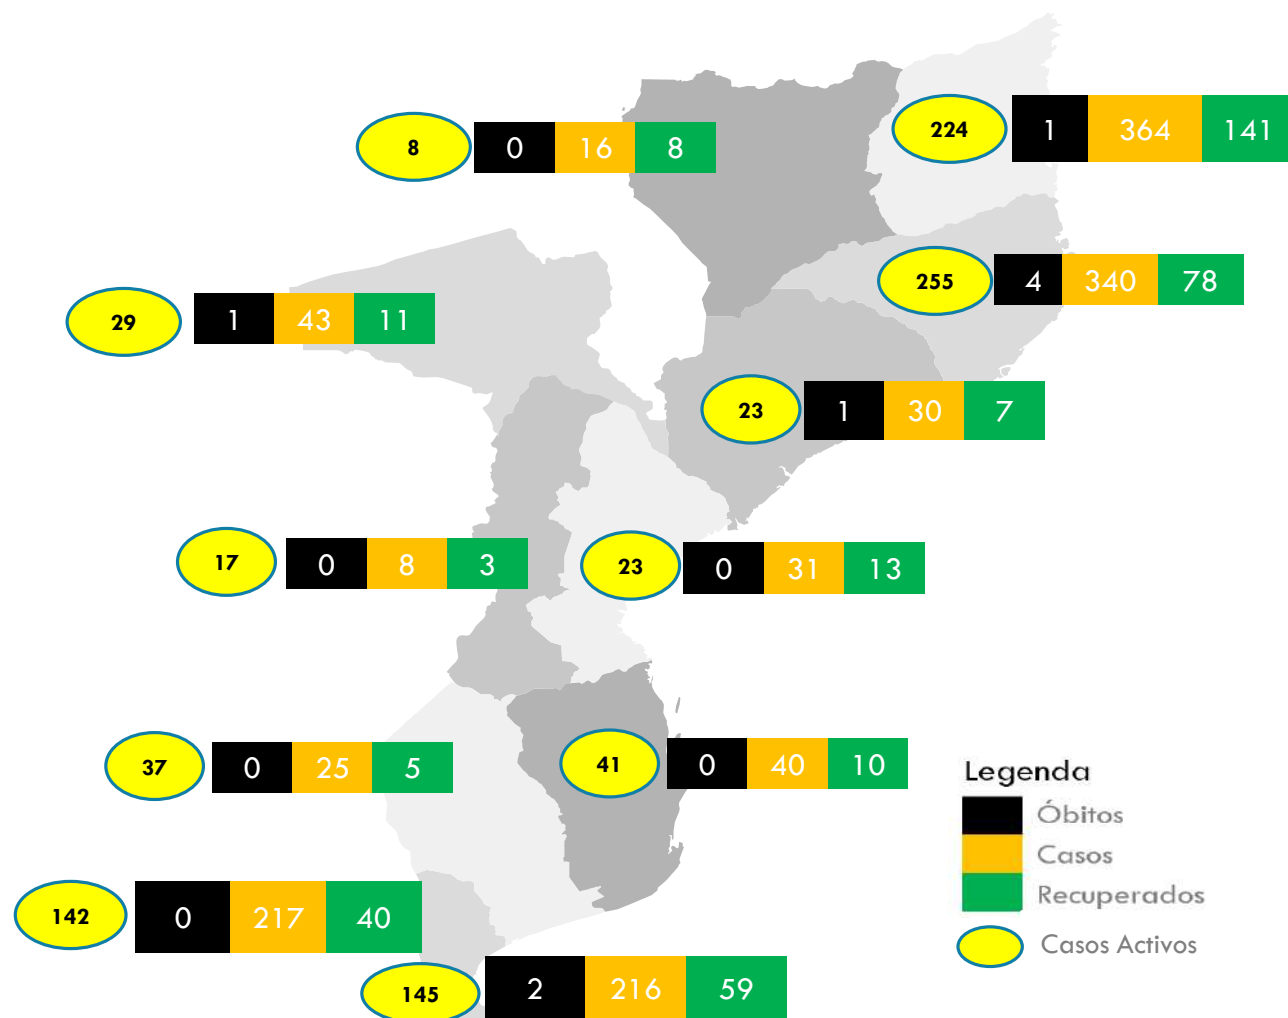 224 1 364 141
8 0 16 8
255 4 340 78
29 1 43 11
23 1 30 7
17 0 8 3
23 0 31 13
37 0 25 5
41 0 40 10
Legenda
Óbitos
Casos
Recuperados
Casos Activos
142 0 217 40
145 2 216 59